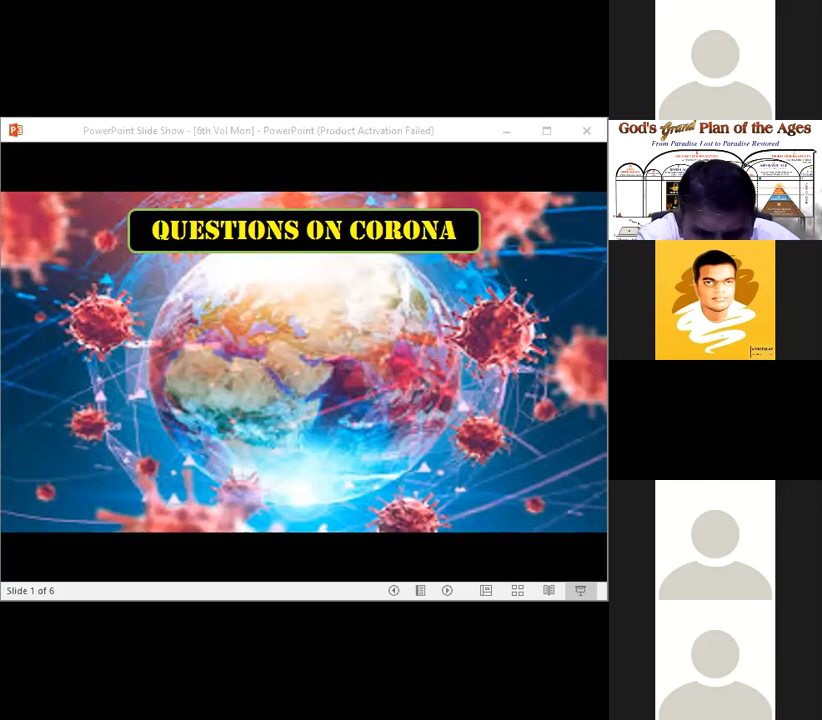 PowerPoint Slide Show - [6th Vol Mon] - PowerPoint (Product Activation Failed)
QUESTIONS ON CORONA
Slide 1 of 6
God's Grand Plan of the Ages
From Paradise Lost to Paradise Restored